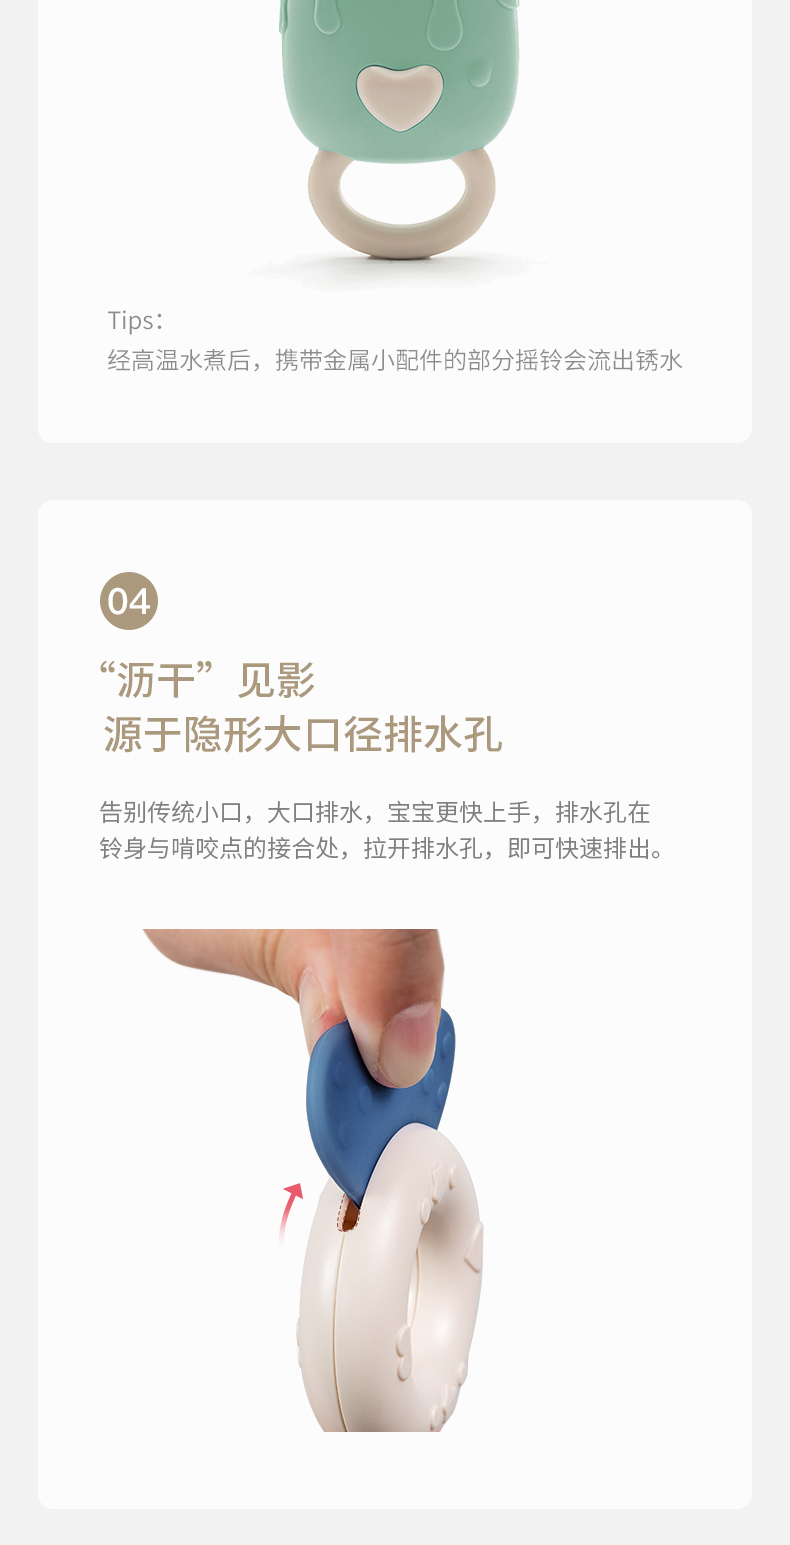 Tips：
经高温水煮后，携带金属小配件的部分摇铃会流出锈水
04
“沥干”见影
源于隐形大口径排水孔
告别传统小口，大口排水，宝宝更快上手，排水孔在
铃身与啃咬点的接合处，拉开排水孔，即可快速排出。